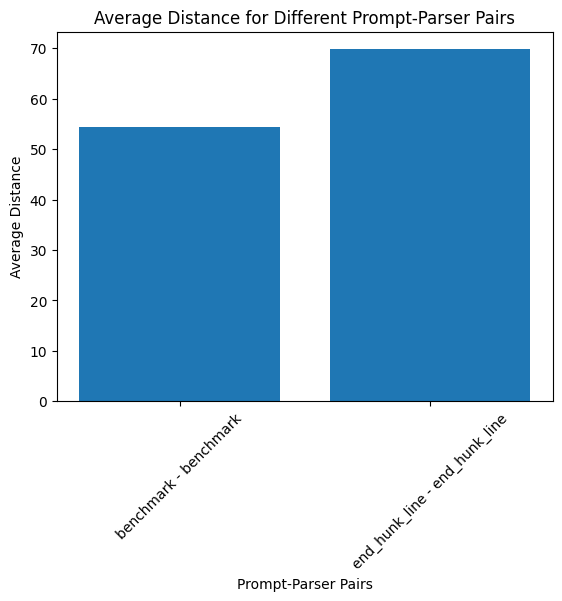 Average Distance for Different Prompt-Parser Pairs
70
60
50
40
30
20
10
0
Average Distance
benchmark - benchmark
end_hunk_line - end_hunk_line
Prompt-Parser Pairs